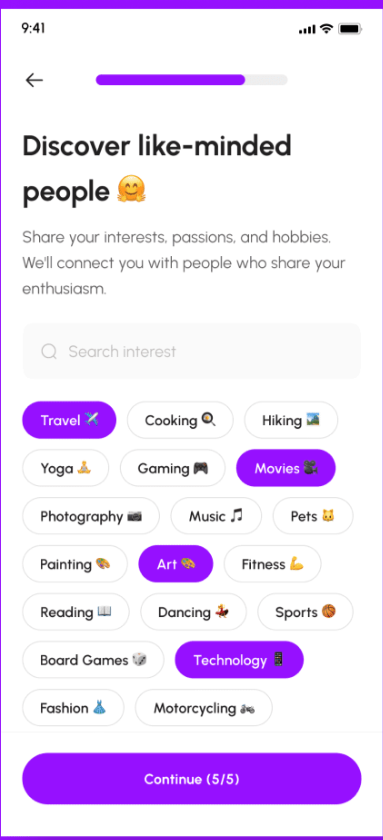 9:41
Discover like-minded
people 🤗
Share your interests, passions, and hobbies.
We'll connect you with people who share your
enthusiasm.
Search interest
Travel ✈️ Cooking 🍳 Hiking 🏞️
Yoga 🧘 Gaming 🎮 Movies 🎥
Photography 📷 Music 🎵 Pets 🐱
Painting 🎨 Art 🎨 Fitness 💪
Reading 📖 Dancing 💃 Sports 🏀
Board Games 🎲 Technology 📱
Fashion 👗 Motorcycling 🏍️
Continue (5/5)